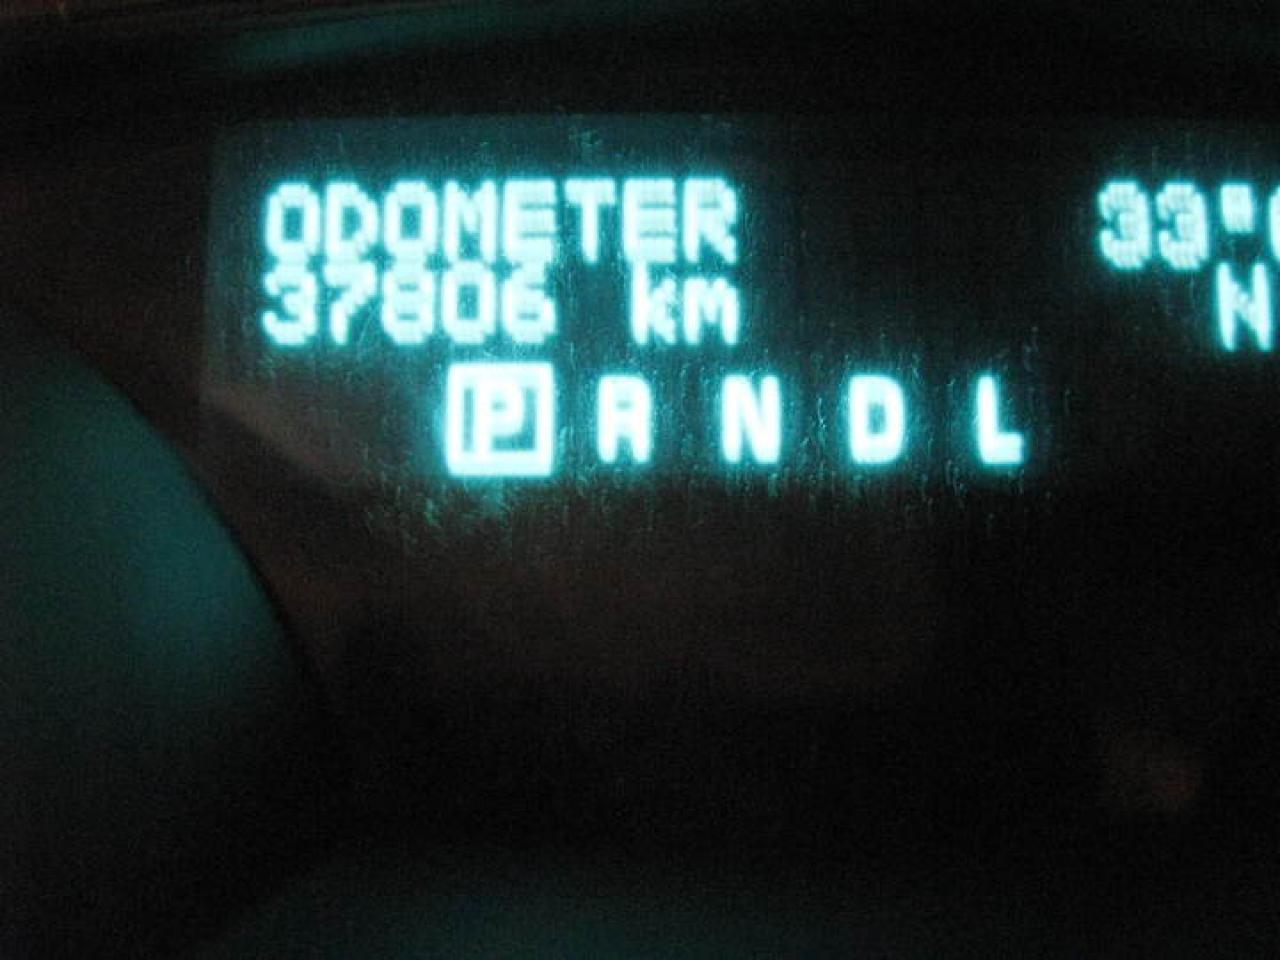 ODOMETER 33°
37806 km N
P R N D L